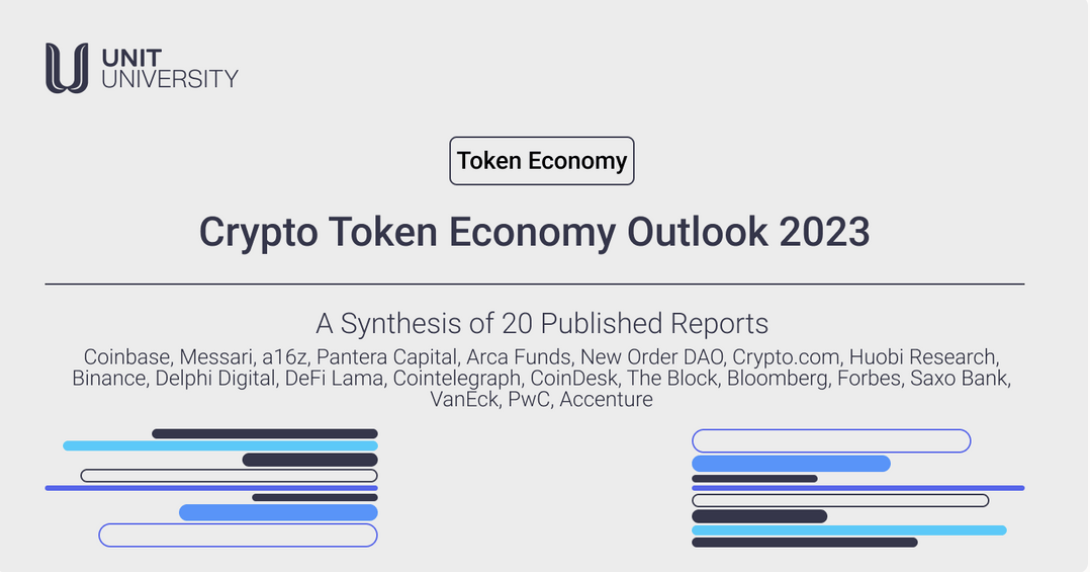 UNIT
UNIVERSITY
Token Economy
Crypto Token Economy Outlook 2023
A Synthesis of 20 Published Reports
Coinbase, Messari, a16z, Pantera Capital, Arca Funds, New Order DAO, Crypto.com, Huobi Research,
Binance, Delphi Digital, DeFi Lama, Cointelegraph, CoinDesk, The Block, Bloomberg, Forbes, Saxo Bank,
VanEck, PwC, Accenture